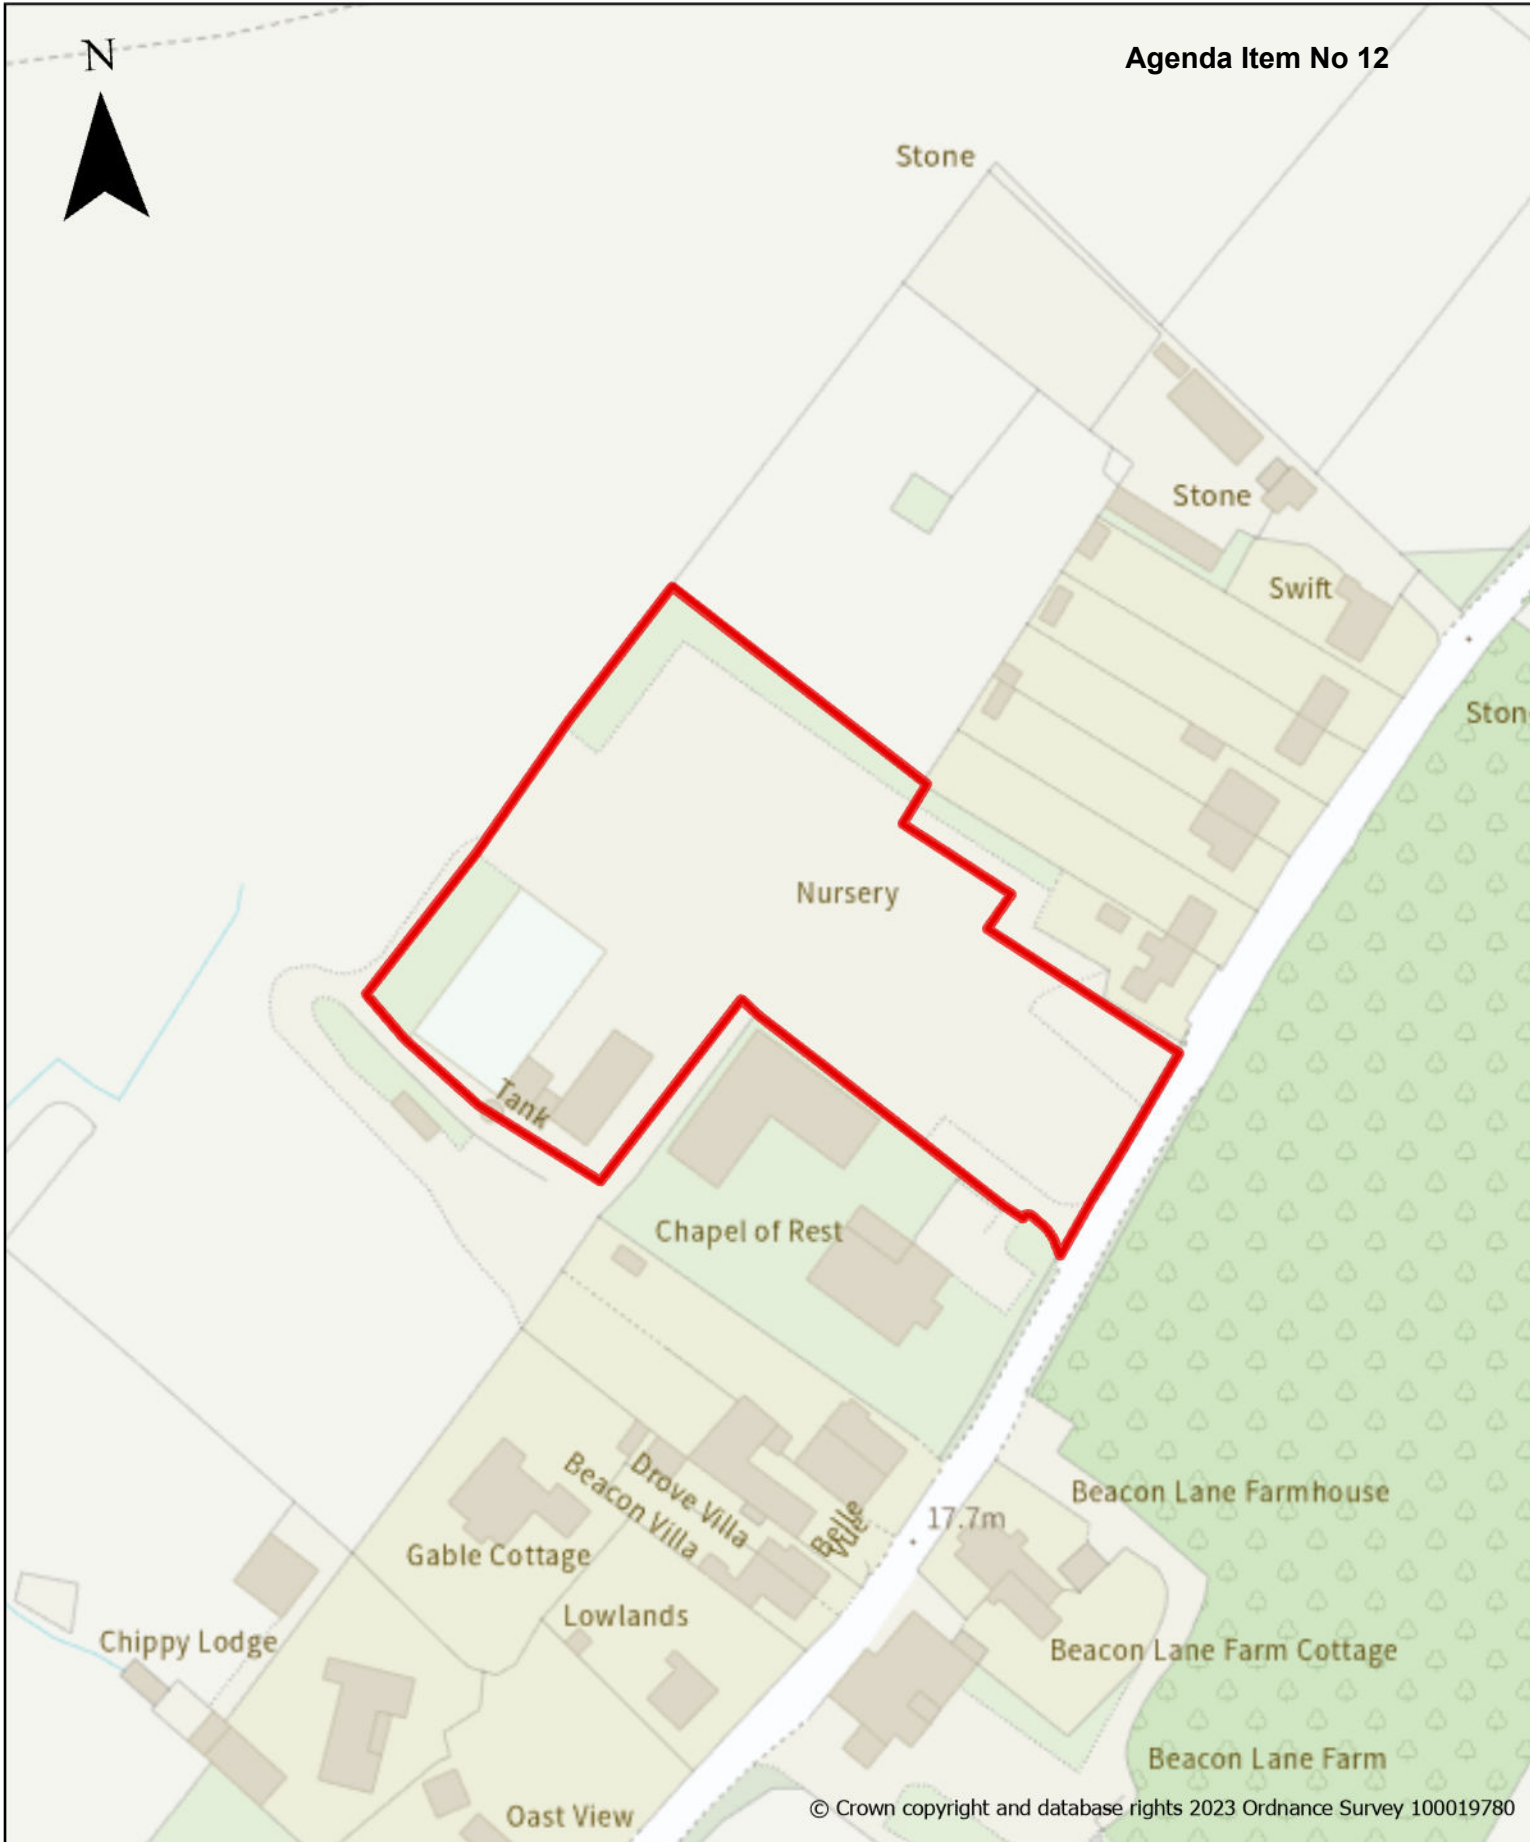 N
Agenda Item No 12
Stone
Stone
Swift
Ston
Nursery
Tank
Chapel of Rest
Beacon Lane Farmhouse
17.7m
Drove Villa
Beacon Villa
Belle
Vue
Gable Cottage
Lowlands
Chippy Lodge
Beacon Lane Farm Cottage
Beacon Lane Farm
Oast View
© Crown copyright and database rights 2023 Ordnance Survey 100019780